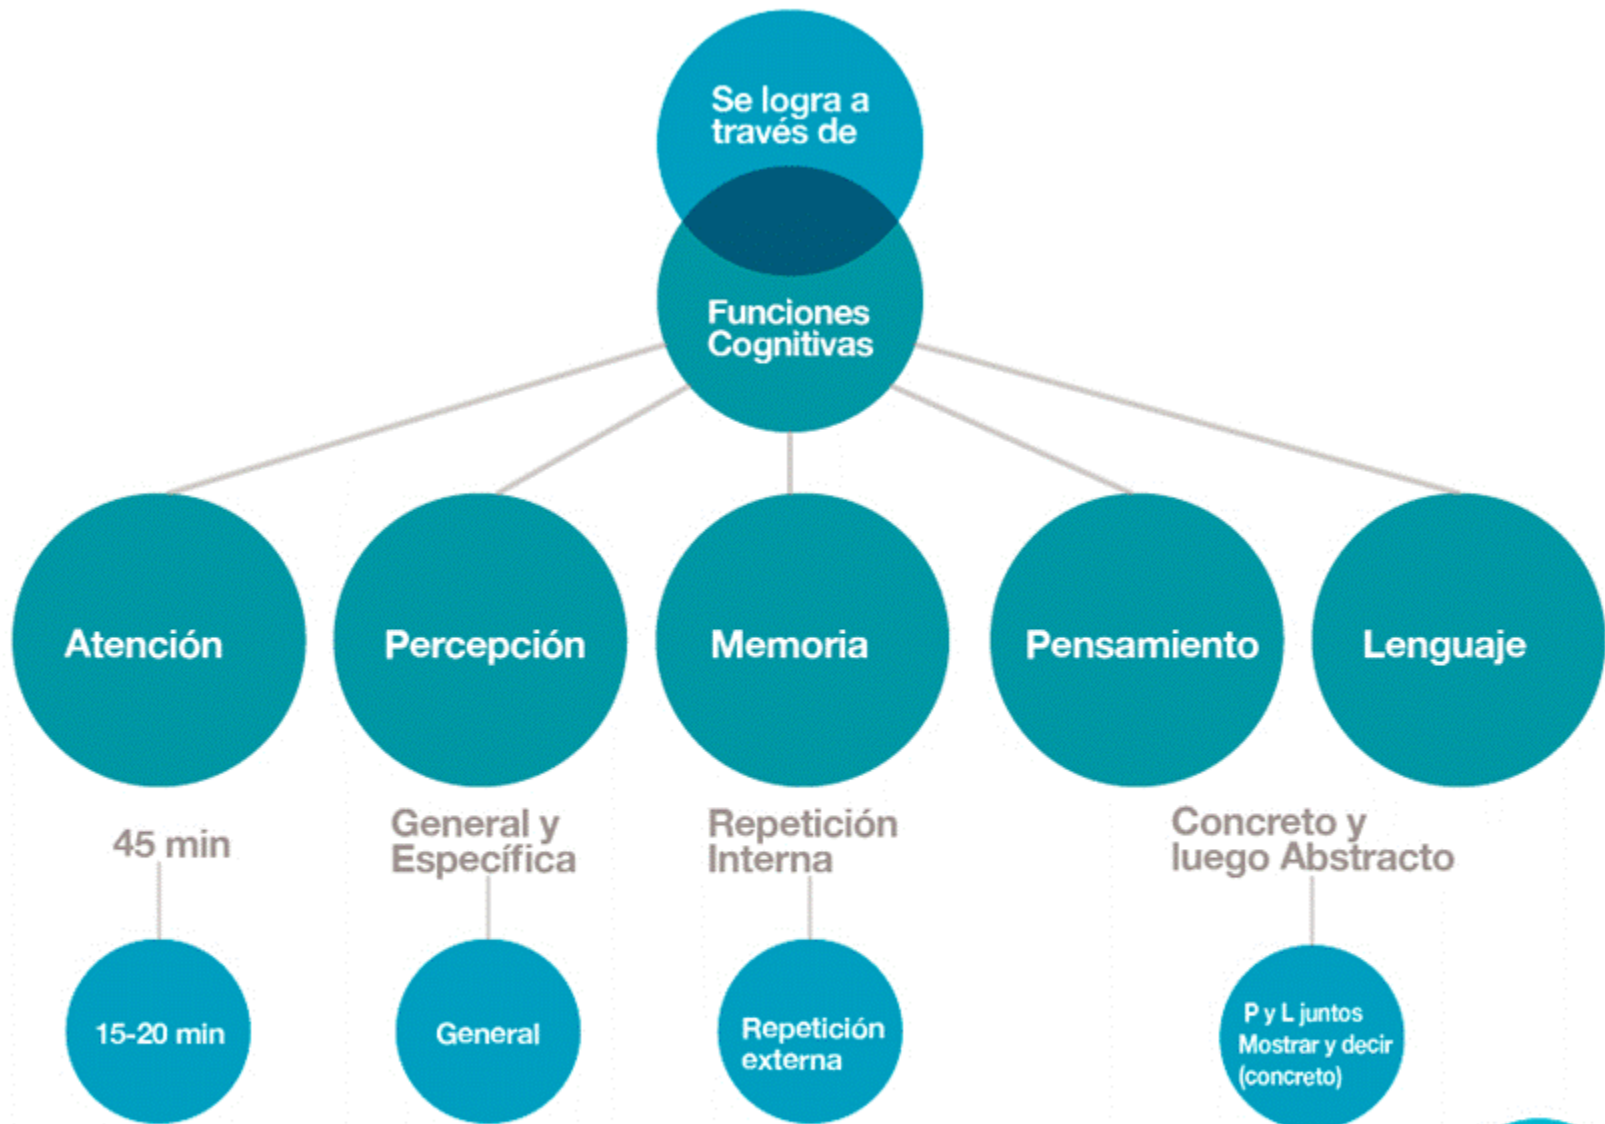 Se logra a
través de
Funciones
Cognitivas
Atención
Percepción
Memoria
Pensamiento
Lenguaje
45 min
General y
Específica
Repetición
Interna
Concreto y
luego Abstracto
15-20 min
General
Repetición
externa
P y L juntos
Mostrar y decir
(concreto)